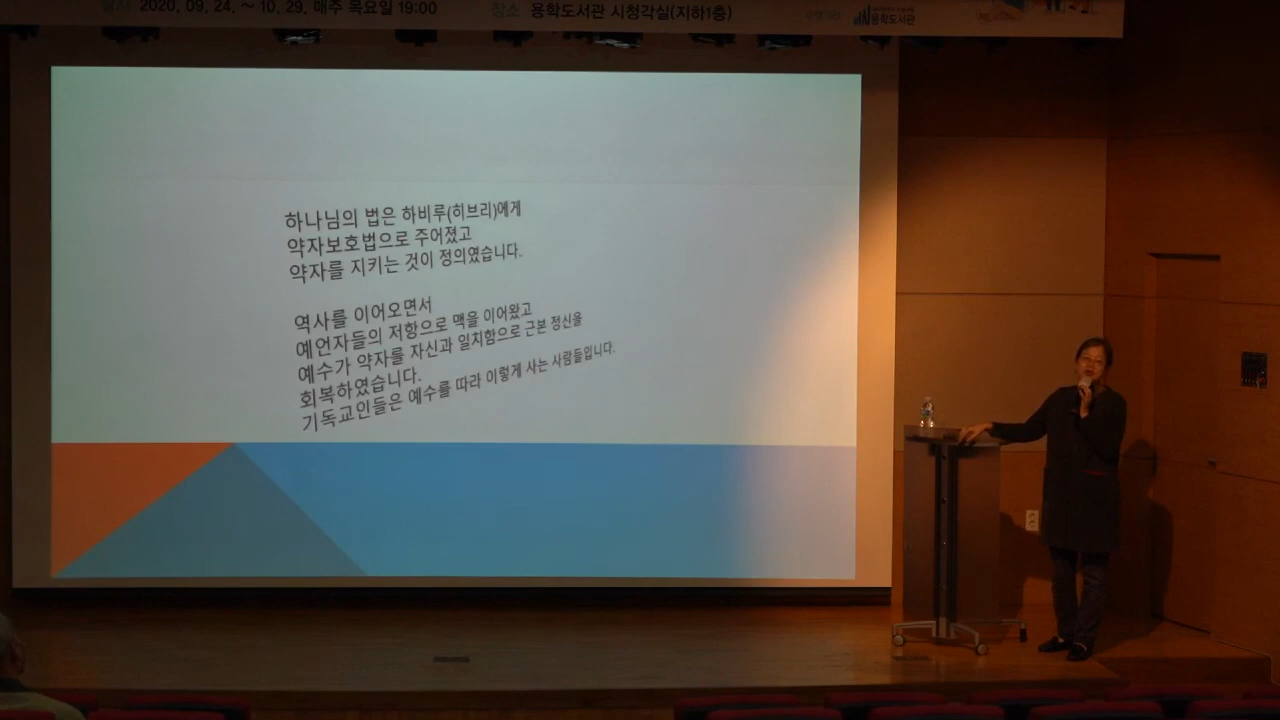 일시 2020. 09. 24. ~ 10. 29. 매주 목요일 19:00 장소 용학도서관 시청각실(지하1층)
용학도서관
하나님의 법은 하비루(히브리)에게
약자보호법으로 주어졌고
약자를 지키는 것이 정의였습니다.
역사를 이어오면서
예언자들의 저항으로 맥을 이어왔고
예수가 약자를 자신과 일치함으로 근본 정신을
회복하였습니다.
기독교인들은 예수를 따라 이렇게 사는 사람들입니다.